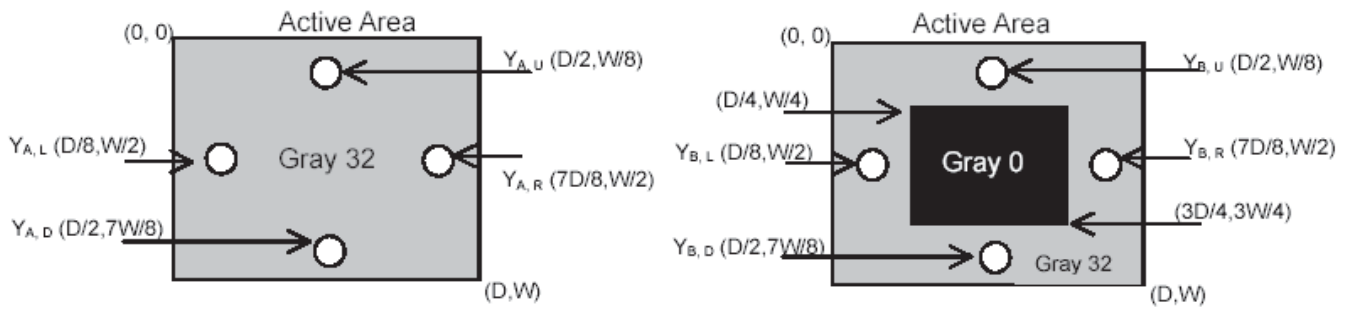 Active Area
(0, 0)
YA, U (D/2,W/8)
YA, L (D/8,W/2)
Gray 32
YA, R (7D/8,W/2)
YA, D (D/2,7W/8)
(D,W)
Active Area
(0, 0)
YB, U (D/2,W/8)
(D/4,W/4)
YB, L (D/8,W/2)
Gray 0
YB, R (7D/8,W/2)
(3D/4,3W/4)
YB, D (D/2,7W/8)
Gray 32
(D,W)